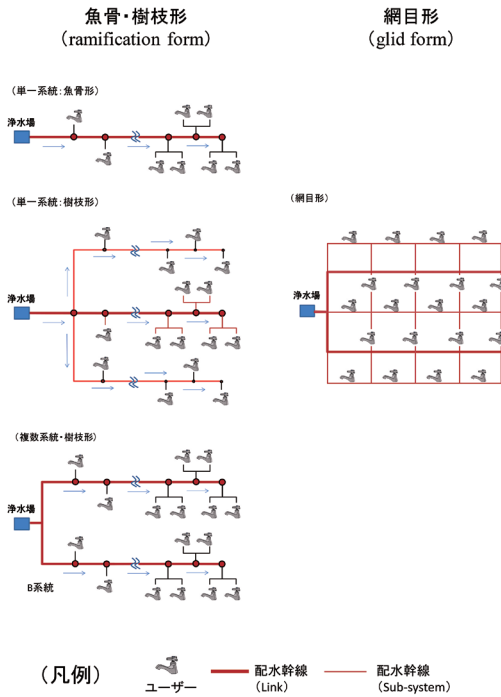 魚骨・樹枝形
(ramification form)
網目形
(glid form)
(単一系統:魚骨形)
浄水場
(単一系統:樹枝形)
浄水場
(網目形)
浄水場
(複数系統・樹枝形)
浄水場
B系統
(凡例)
ユーザー
配水幹線
(Link)
配水幹線
(Sub-system)